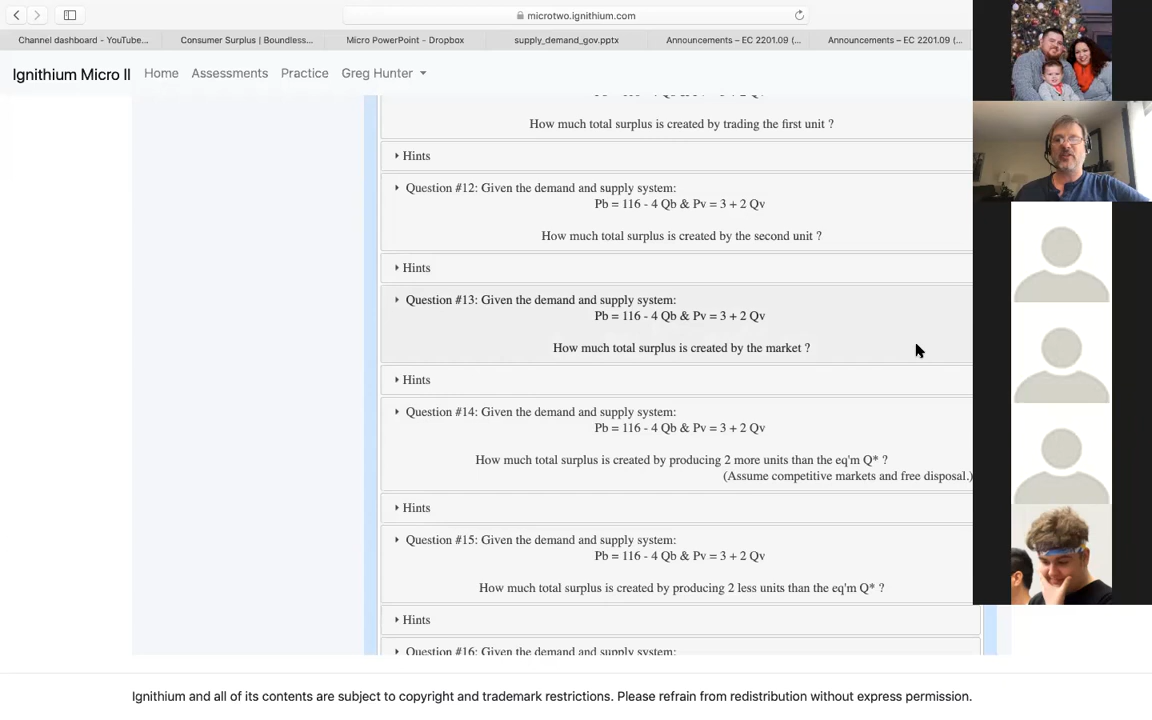 microtwo.ignithium.com
Channel dashboard - YouTube... Consumer Surplus | Boundless... Micro PowerPoint - Dropbox supply_demand_gov.pptx Announcements – EC 2201.09 (... Announcements – EC 2201.09 (...
Ignithium Micro II Home Assessments Practice Greg Hunter
How much total surplus is created by trading the first unit ?
Hints
Question #12: Given the demand and supply system:
Pb = 116 - 4 Qb & Pv = 3 + 2 Qv
How much total surplus is created by the second unit ?
Hints
Question #13: Given the demand and supply system:
Pb = 116 - 4 Qb & Pv = 3 + 2 Qv
How much total surplus is created by the market ?
Hints
Question #14: Given the demand and supply system:
Pb = 116 - 4 Qb & Pv = 3 + 2 Qv
How much total surplus is created by producing 2 more units than the eq'm Q* ?
(Assume competitive markets and free disposal.)
Hints
Question #15: Given the demand and supply system:
Pb = 116 - 4 Qb & Pv = 3 + 2 Qv
How much total surplus is created by producing 2 less units than the eq'm Q* ?
Hints
Question #16: Given the demand and supply system:
Ignithium and all of its contents are subject to copyright and trademark restrictions. Please refrain from redistribution without express permission.